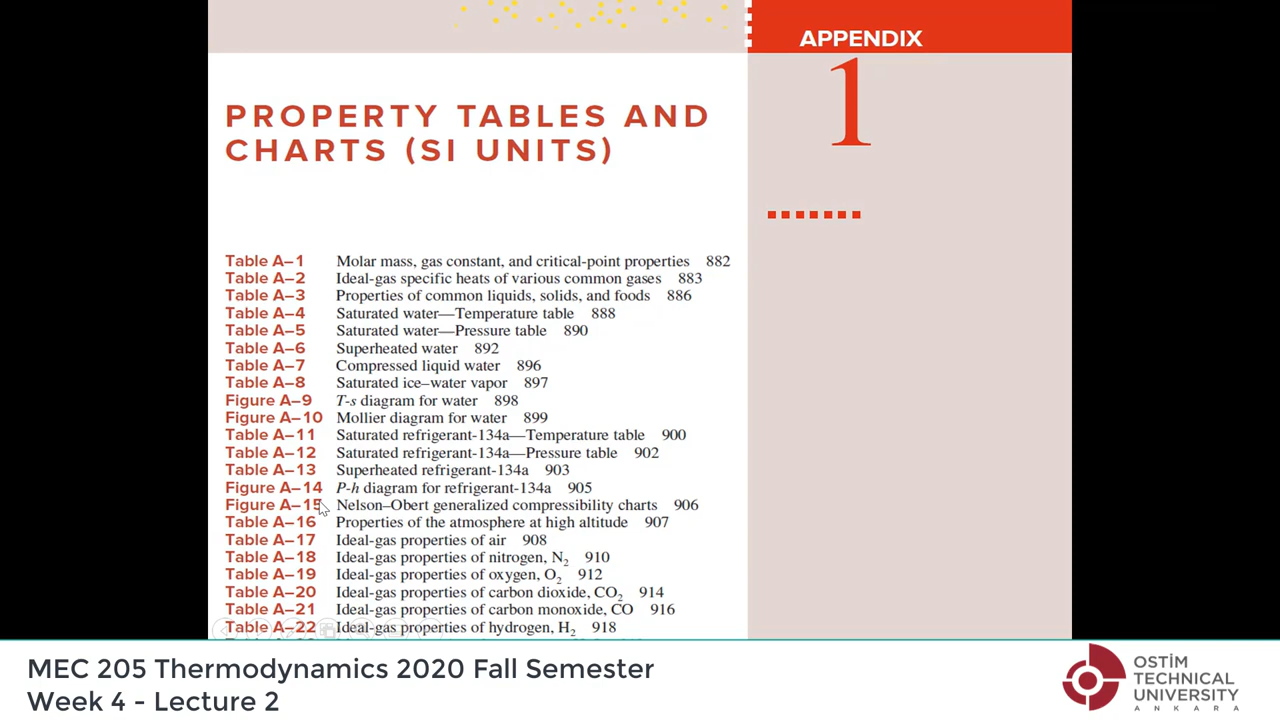 APPENDIX
1
PROPERTY TABLES AND
CHARTS (SI UNITS)
Table A–1 Molar mass, gas constant, and critical-point properties 882
Table A–2 Ideal-gas specific heats of various common gases 883
Table A–3 Properties of common liquids, solids, and foods 886
Table A–4 Saturated water—Temperature table 888
Table A–5 Saturated water—Pressure table 890
Table A–6 Superheated water 892
Table A–7 Compressed liquid water 896
Table A–8 Saturated ice–water vapor 897
Figure A–9 T-s diagram for water 898
Figure A–10 Mollier diagram for water 899
Table A–11 Saturated refrigerant-134a—Temperature table 900
Table A–12 Saturated refrigerant-134a—Pressure table 902
Table A–13 Superheated refrigerant-134a 903
Figure A–14 P-h diagram for refrigerant-134a 905
Figure A–15 Nelson–Obert generalized compressibility charts 906
Table A–16 Properties of the atmosphere at high altitude 907
Table A–17 Ideal-gas properties of air 908
Table A–18 Ideal-gas properties of nitrogen, N₂ 910
Table A–19 Ideal-gas properties of oxygen, O₂ 912
Table A–20 Ideal-gas properties of carbon dioxide, CO₂ 914
Table A–21 Ideal-gas properties of carbon monoxide, CO 916
Table A–22 Ideal-gas properties of hydrogen, H₂ 918
MEC 205 Thermodynamics 2020 Fall Semester
Week 4 - Lecture 2
OSTİM
TECHNICAL
UNIVERSITY
ANKARA